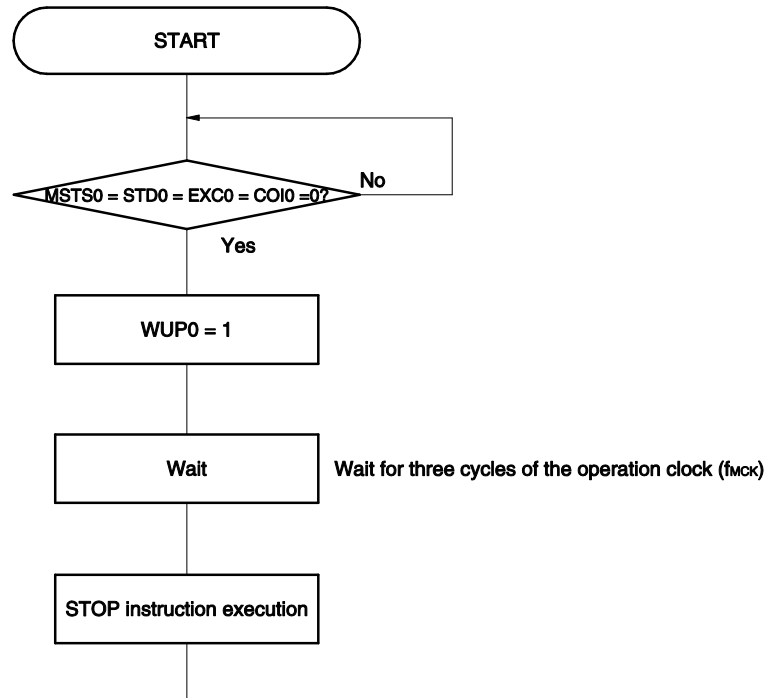 START
MSTS0 = STD0 = EXC0 = COI0 =0?
No
Yes
WUP0 = 1
Wait
Wait for three cycles of the operation clock (fMCK)
STOP instruction execution